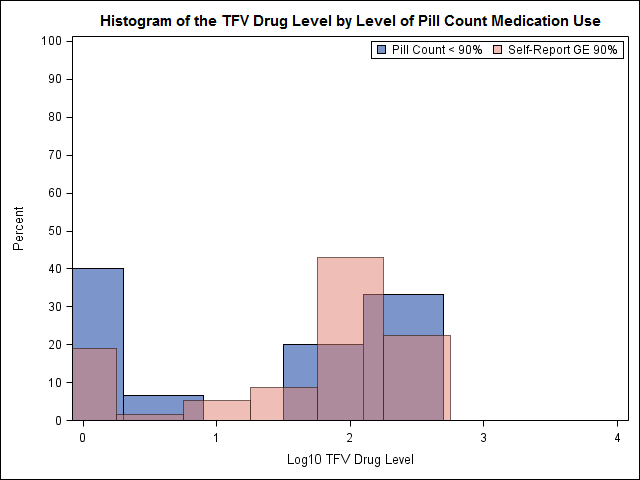 Histogram of the TFV Drug Level by Level of Pill Count Medication Use
Pill Count < 90% Self-Report GE 90%
100
90
80
70
60
50
40
30
20
10
0
Percent
0 1 2 3 4
Log10 TFV Drug Level